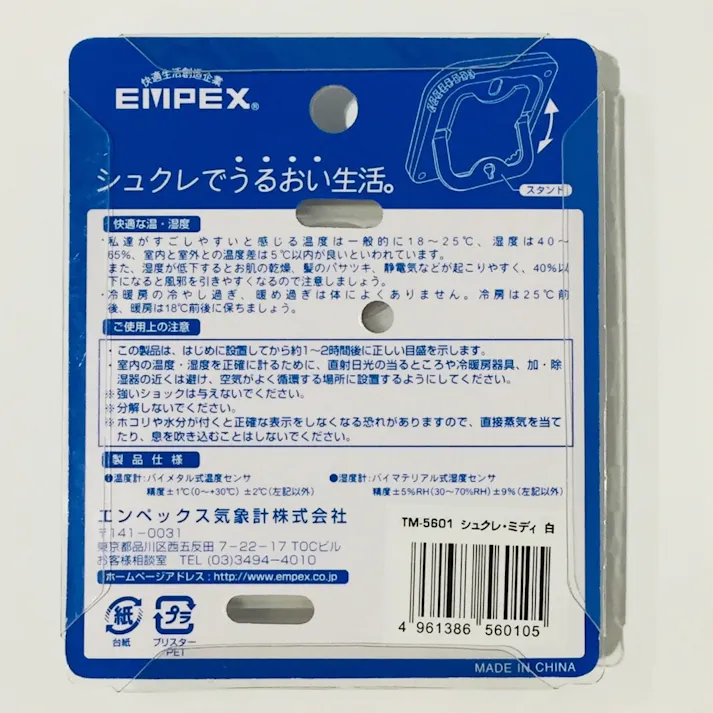 快適生活創造企業
EMPEX®
スタンド
シュクレでうるおい生活。
快適な温・湿度
・私達がすごしやすいと感じる温度は一般的に18〜25℃、湿度は40〜
65%、室内と室外との温度差は5℃以内が良いといわれています。
また、湿度が低下するとお肌の乾燥、髪のパサツキ、静電気などが起こりやすく、40%以
下になると風邪を引きやすくなるので注意しましょう。
・冷暖房の冷やし過ぎ、暖め過ぎは体によくありません。冷房は25℃前
後、暖房は18℃前後に保ちましょう。
ご使用上の注意
・この製品は、はじめに設置してから約1〜2時間後に正しい目盛を示します。
・室内の温度・湿度を正確に計るために、直射日光の当るところや冷暖房器具、加・除
湿器の近くは避け、空気がよく循環する場所に設置するようにしてください。
※強いショックは与えないでください。
※分解しないでください。
※ホコリや水分が付くと正確な表示をしなくなる恐れがありますので、直接蒸気を当て
たり、息を吹き込むことはしないでください。
製品仕様
●温度計:バイメタル式温度センサ
精度±1℃(0〜+30℃) ±2℃(左記以外)
●湿度計:バイマテリアル式湿度センサ
精度±5%RH(30〜70%RH) ±9%(左記以外)
エンペックス気象計株式会社
〒141-0031
東京都品川区西五反田 7-22-17 TOCビル
お客様相談室 TEL (03)3494-4010
ホームページアドレス:http://www.empex.co.jp
TM-5601 シュクレ・ミディ 白
4 961386 560105
紙
台紙
プラ
ブリスター
:PET
MADE IN CHINA